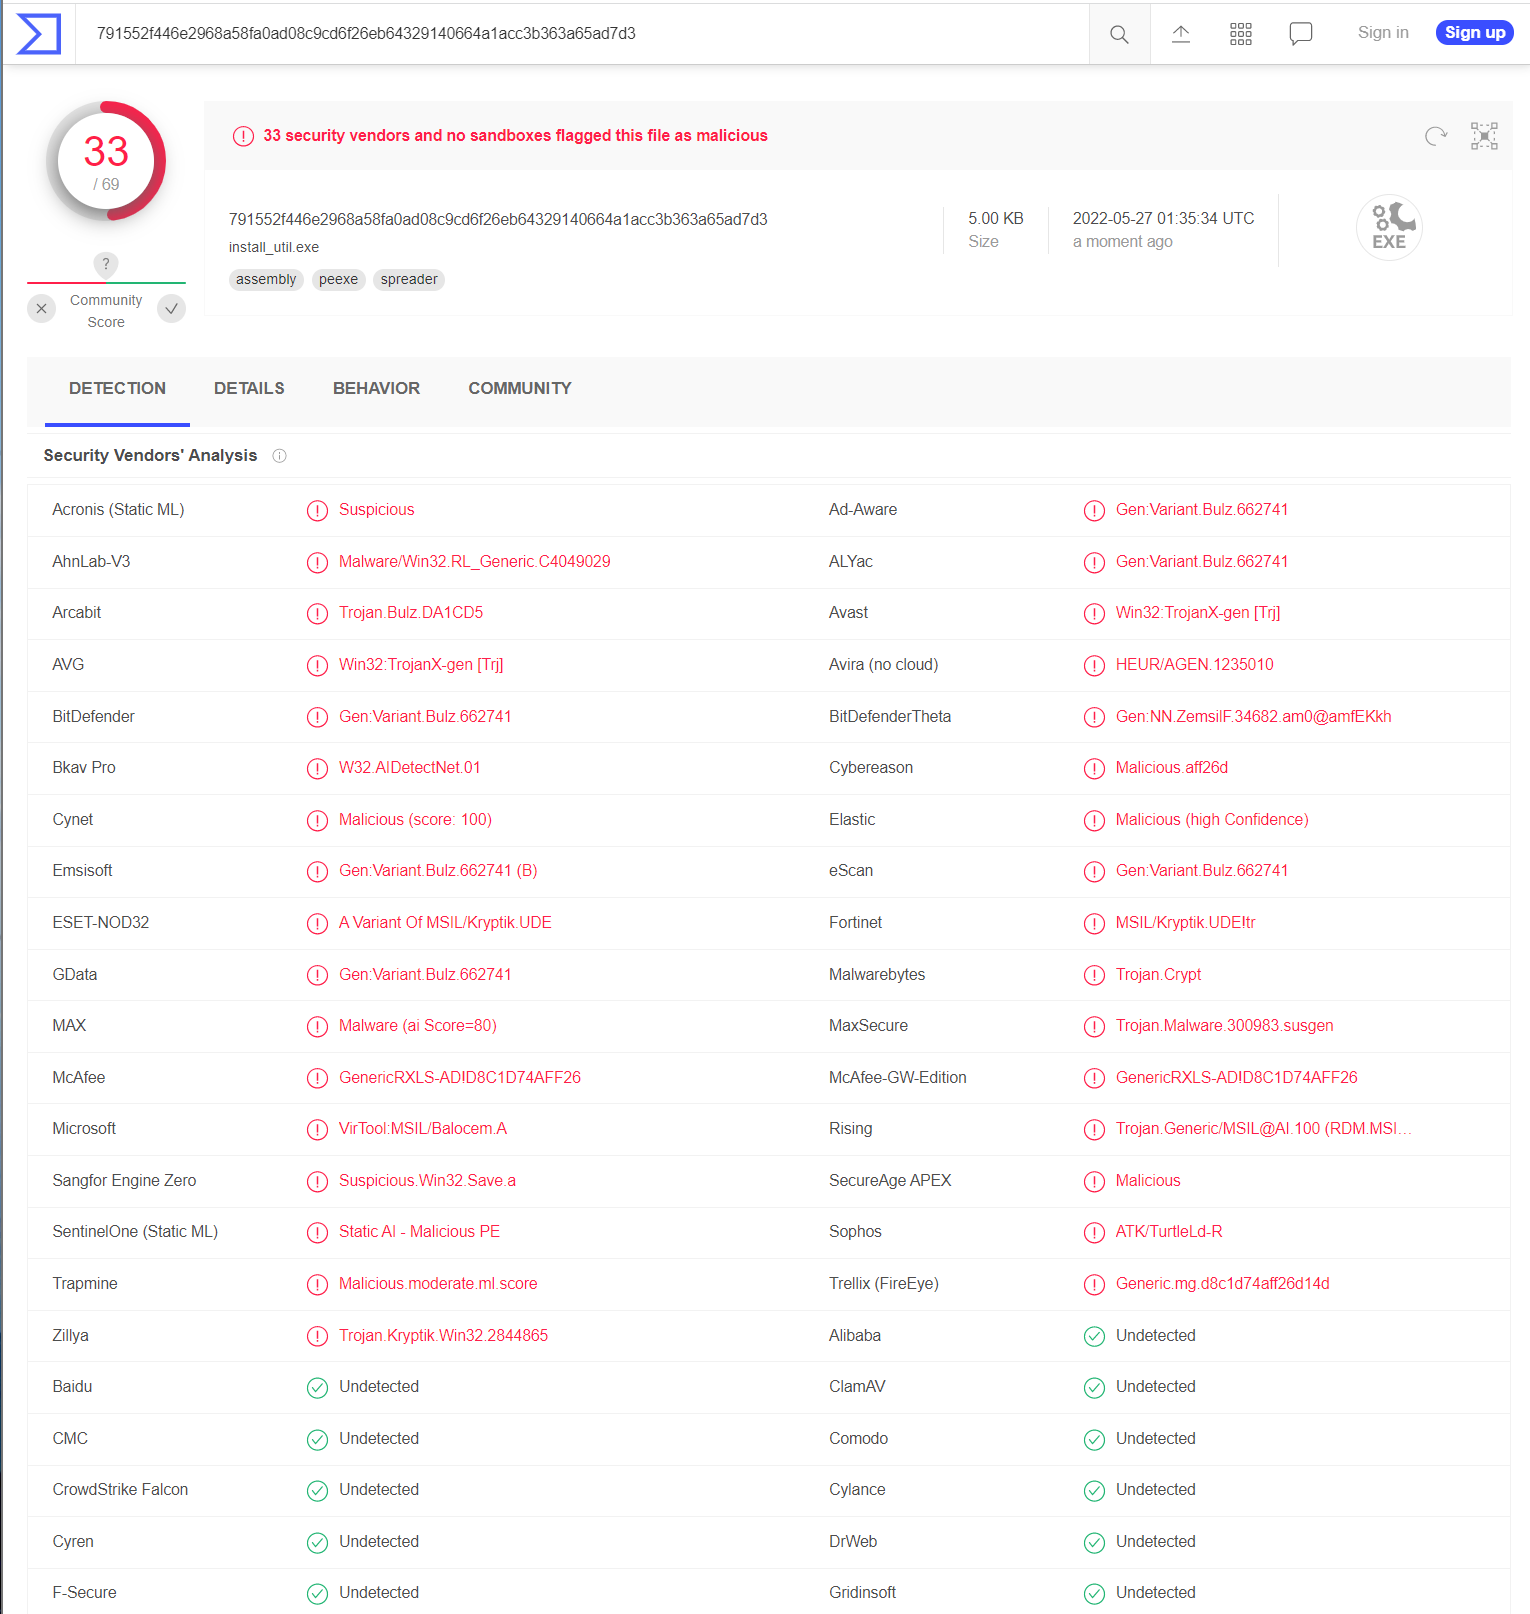 791552f446e2968a58fa0ad08c9cd6f26eb64329140664a1acc3b363a65ad7d3
Sign in
Sign up
33
/ 69
33 security vendors and no sandboxes flagged this file as malicious
791552f446e2968a58fa0ad08c9cd6f26eb64329140664a1acc3b363a65ad7d3
install_util.exe
assembly peexe spreader
5.00 KB
Size
2022-05-27 01:35:34 UTC
a moment ago
EXE
?
Community
Score
DETECTION DETAILS BEHAVIOR COMMUNITY
Security Vendors' Analysis
Acronis (Static ML) Suspicious Ad-Aware Gen:Variant.Bulz.662741
AhnLab-V3 Malware/Win32.RL_Generic.C4049029 ALYac Gen:Variant.Bulz.662741
Arcabit Trojan.Bulz.DA1CD5 Avast Win32:TrojanX-gen [Trj]
AVG Win32:TrojanX-gen [Trj] Avira (no cloud) HEUR/AGEN.1235010
BitDefender Gen:Variant.Bulz.662741 BitDefenderTheta Gen:NN.ZemsilF.34682.am0@amfEKkh
Bkav Pro W32.AIDetectNet.01 Cybereason Malicious.aff26d
Cynet Malicious (score: 100) Elastic Malicious (high Confidence)
Emsisoft Gen:Variant.Bulz.662741 (B) eScan Gen:Variant.Bulz.662741
ESET-NOD32 A Variant Of MSIL/Kryptik.UDE Fortinet MSIL/Kryptik.UDE!tr
GData Gen:Variant.Bulz.662741 Malwarebytes Trojan.Crypt
MAX Malware (ai Score=80) MaxSecure Trojan.Malware.300983.susgen
McAfee GenericRXLS-AD!D8C1D74AFF26 McAfee-GW-Edition GenericRXLS-AD!D8C1D74AFF26
Microsoft VirTool:MSIL/Balocem.A Rising Trojan.Generic/MSIL@AI.100 (RDM.MSI…
Sangfor Engine Zero Suspicious.Win32.Save.a SecureAge APEX Malicious
SentinelOne (Static ML) Static AI - Malicious PE Sophos ATK/TurtleLd-R
Trapmine Malicious.moderate.ml.score Trellix (FireEye) Generic.mg.d8c1d74aff26d14d
Zillya Trojan.Kryptik.Win32.2844865 Alibaba Undetected
Baidu Undetected ClamAV Undetected
CMC Undetected Comodo Undetected
CrowdStrike Falcon Undetected Cylance Undetected
Cyren Undetected DrWeb Undetected
F-Secure Undetected Gridinsoft Undetected